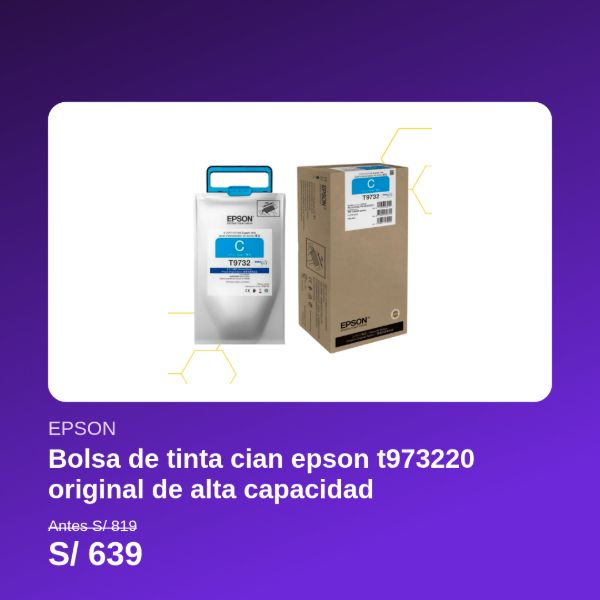 EPSON
C
T9732
C
T9732
EPSON
EPSON
Bolsa de tinta cian epson t973220
original de alta capacidad
Antes S/ 819
S/ 639